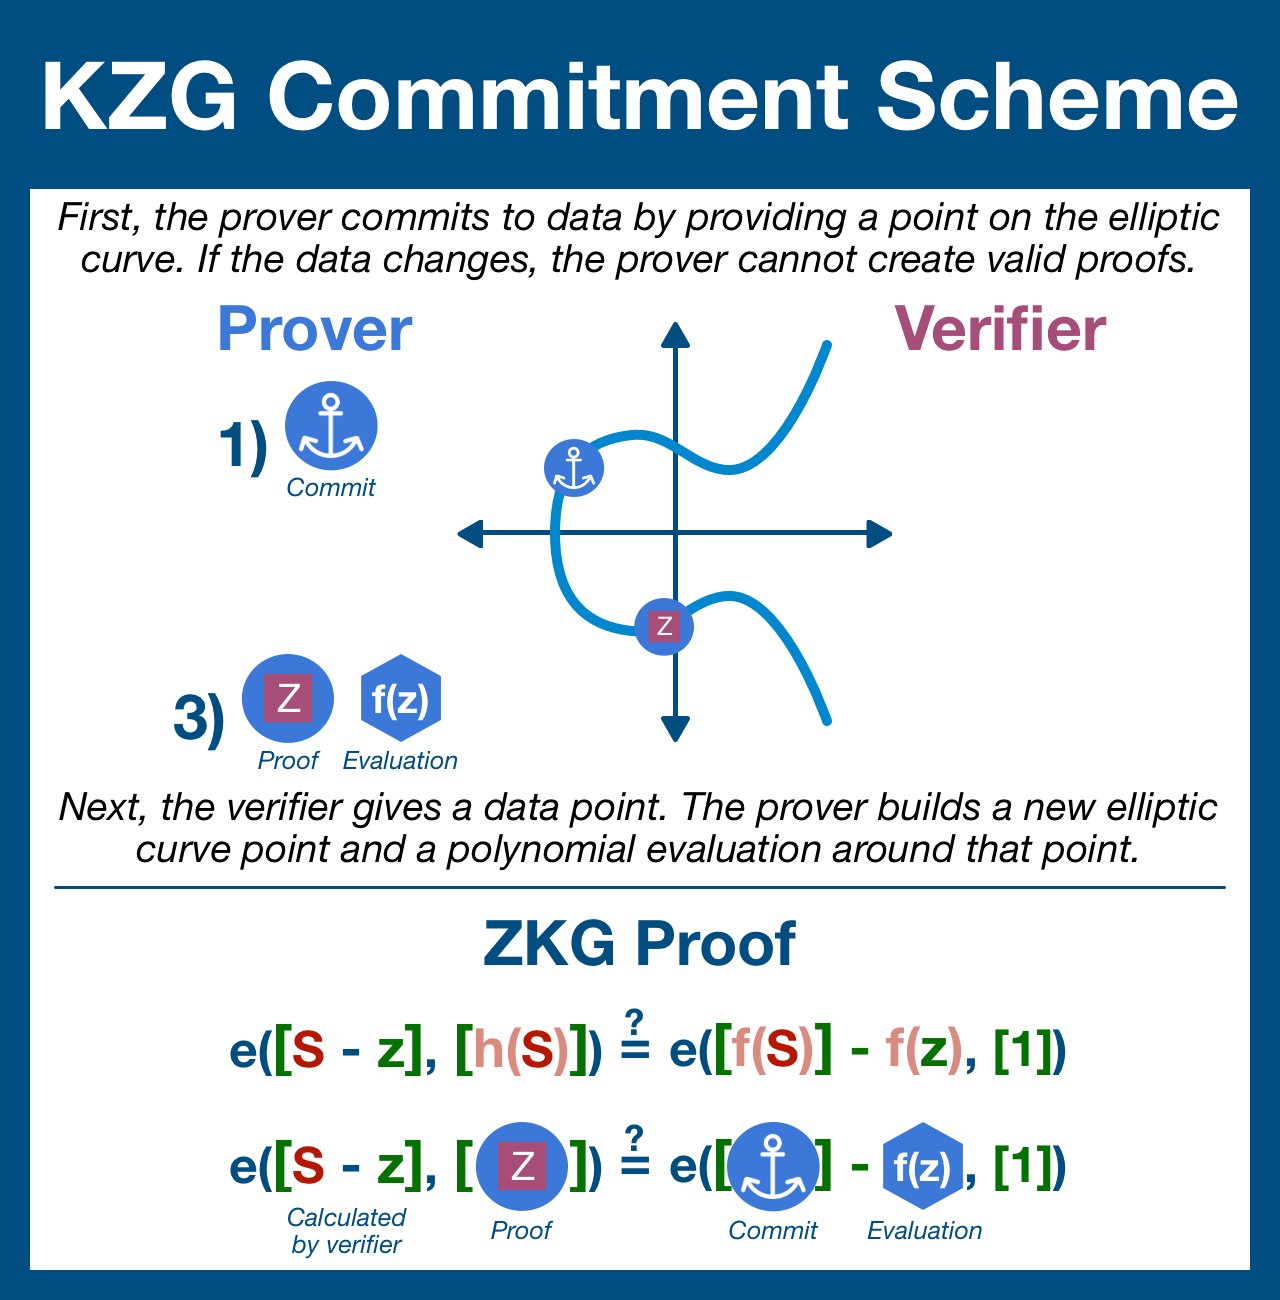 KZG Commitment Scheme
First, the prover commits to data by providing a point on the elliptic
curve. If the data changes, the prover cannot create valid proofs.
Prover
Verifier
1)
Commit
Z
3) Z f(z)
Proof Evaluation
Next, the verifier gives a data point. The prover builds a new elliptic
curve point and a polynomial evaluation around that point.
ZKG Proof
e([S - z], [h(S)]) ≟ e([f(S)] - f(z), [1])
e([S - z], [Z]) ≟ e([ ] - f(z), [1])
Calculated
by verifier
Proof
Commit
Evaluation